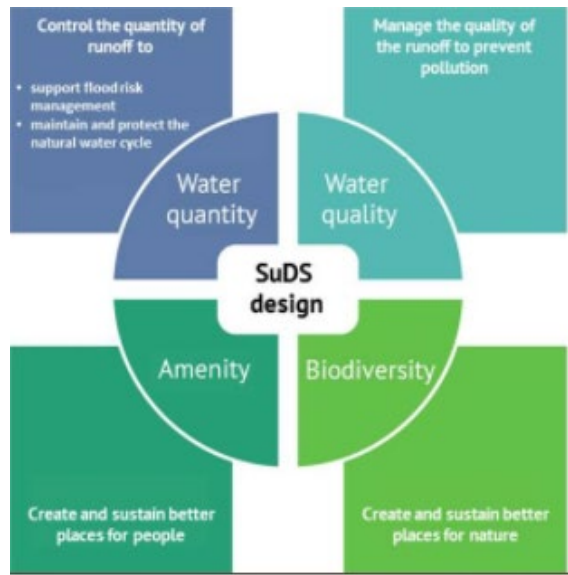 Control the quantity of
runoff to
• support flood risk
management
• maintain and protect the
natural water cycle
Manage the quality of
the runoff to prevent
pollution
Water
quantity
Water
quality
SuDS
design
Amenity
Biodiversity
Create and sustain better
places for people
Create and sustain better
places for nature